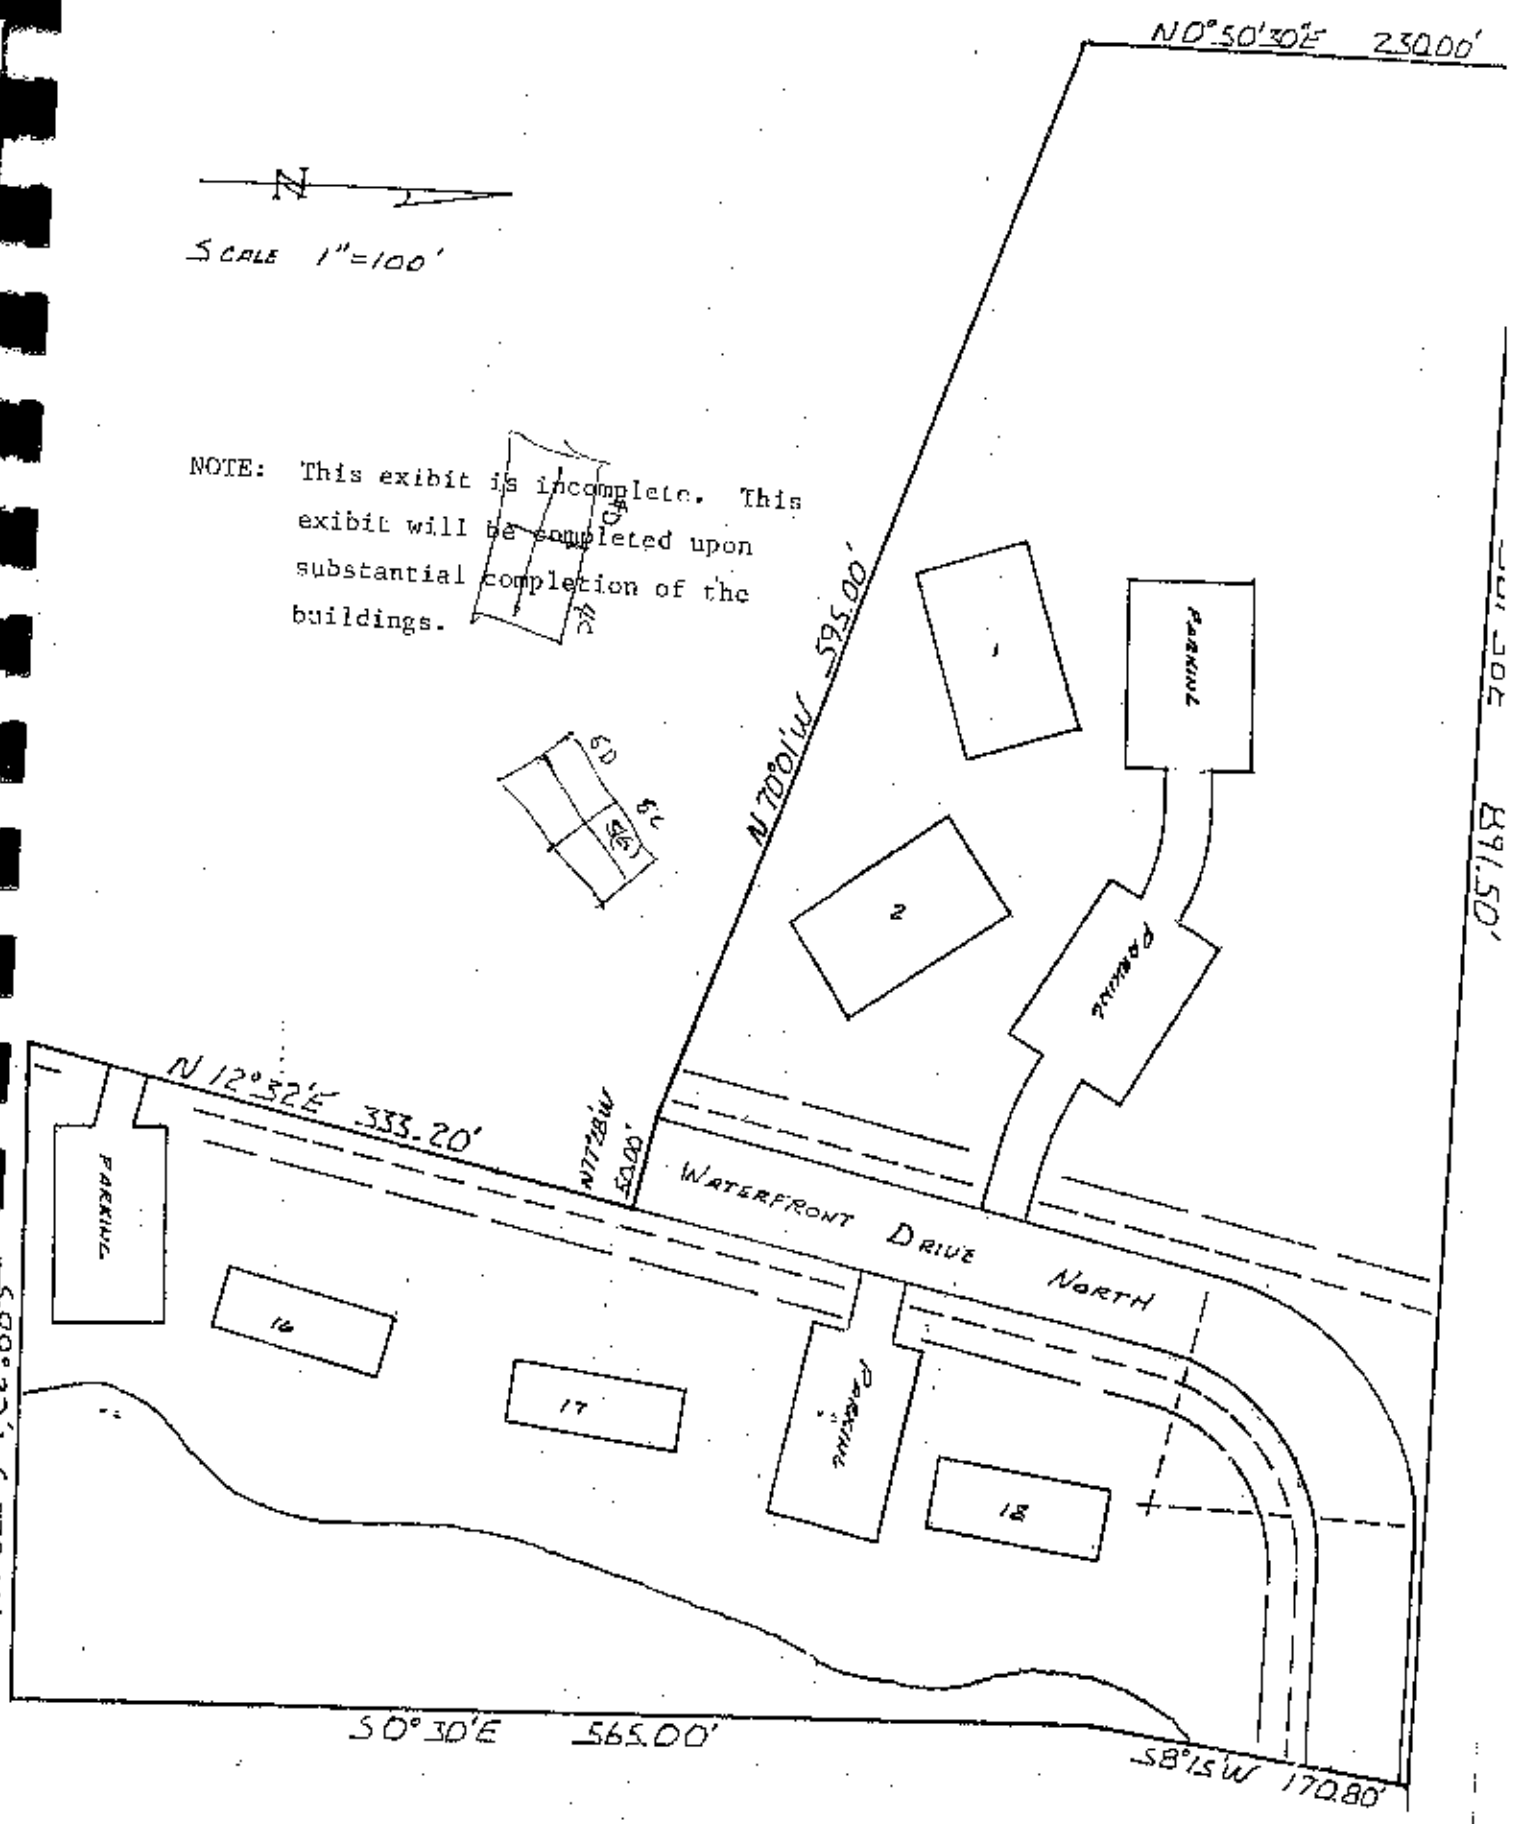 N0°50'30"E 230.00'
N
SCALE 1"=100'
NOTE: This exibit is incomplete. This
exibit will be completed upon
substantial completion of the
buildings.
N 70°01'W 595.00'
1
PARKING
891.50'
8D
8C
2
PARKING
N 12°32'E 333.20'
N77°28'W
50.00'
WATERFRONT DRIVE NORTH
PARKING
16
17
PARKING
18
S0°30'E 565.00'
S8°15'W 170.80'